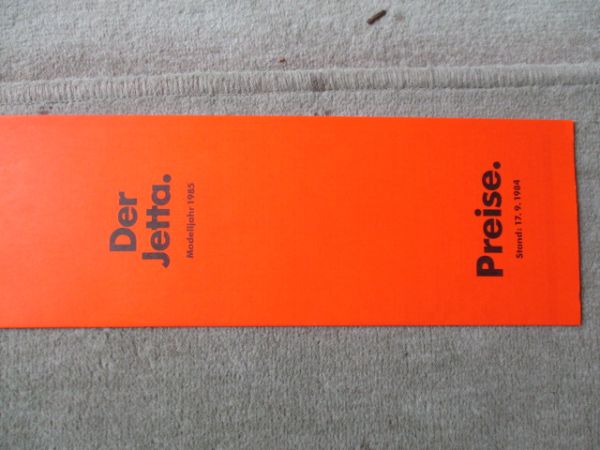 Der
Jetta.
Modelljahr 1985
Preise.
Stand: 17. 9. 1984